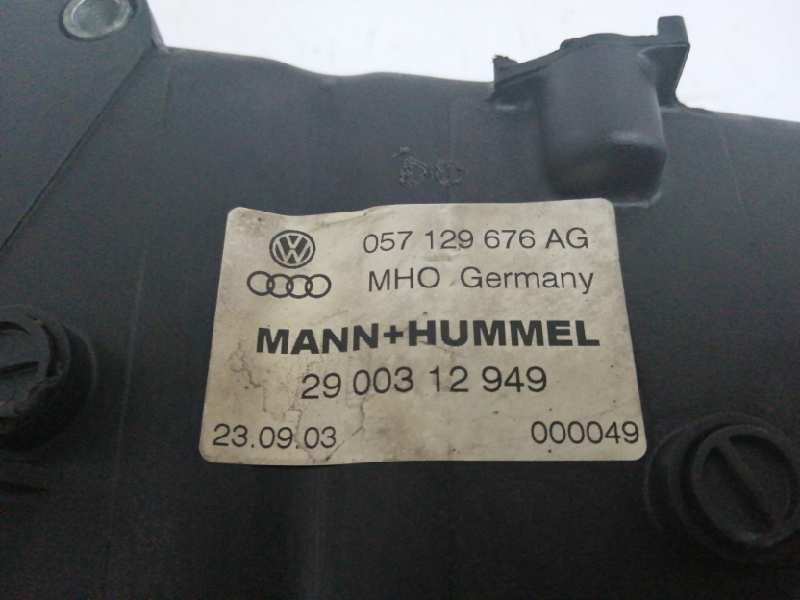 057 129 676 AG
MHO Germany
MANN+HUMMEL
29 003 12 949
23.09.03 000049